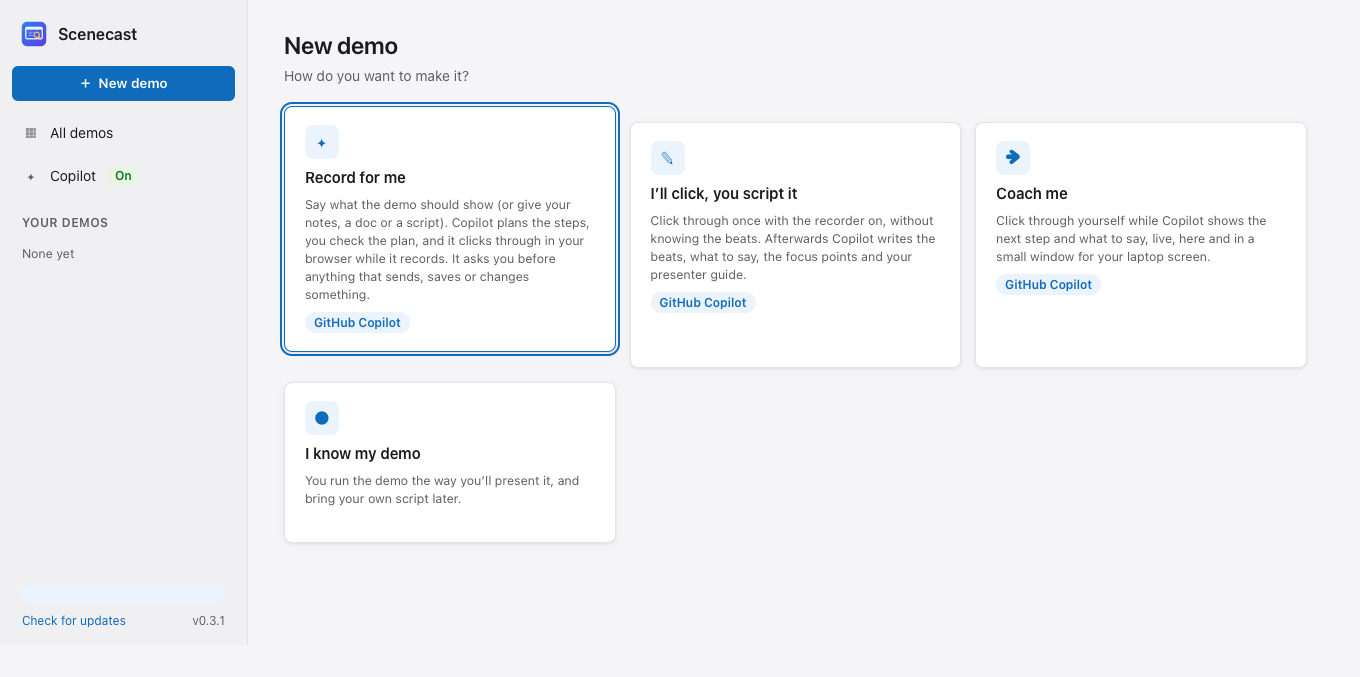 Scenecast
+ New demo
All demos
Copilot On
YOUR DEMOS
None yet
Check for updates v0.3.1
New demo
How do you want to make it?
Record for me
Say what the demo should show (or give your
notes, a doc or a script). Copilot plans the steps,
you check the plan, and it clicks through in your
browser while it records. It asks you before
anything that sends, saves or changes
something.
GitHub Copilot
I’ll click, you script it
Click through once with the recorder on, without
knowing the beats. Afterwards Copilot writes the
beats, what to say, the focus points and your
presenter guide.
GitHub Copilot
Coach me
Click through yourself while Copilot shows the
next step and what to say, live, here and in a
small window for your laptop screen.
GitHub Copilot
I know my demo
You run the demo the way you’ll present it, and
bring your own script later.